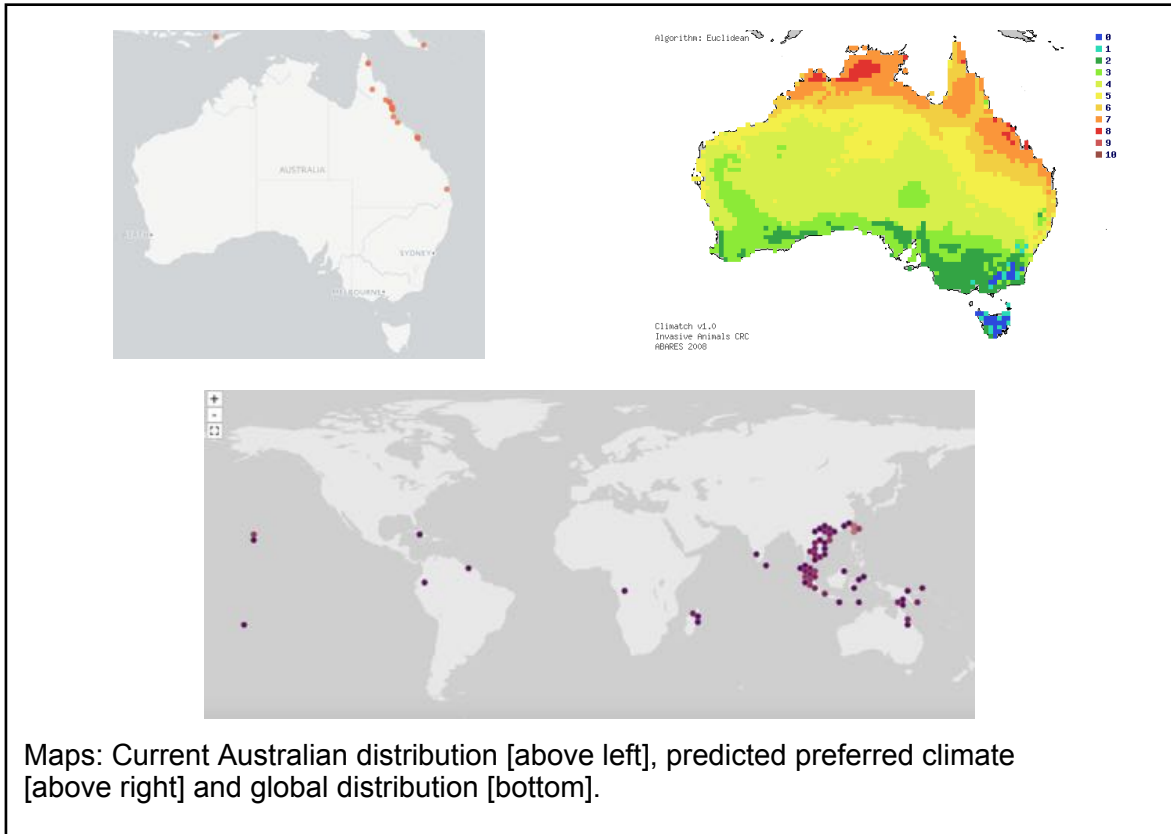 AUSTRALIA
PERTH
SYDNEY
MELBOURNE
Algorithm: Euclidean
0
1
2
3
4
5
6
7
8
9
10
Climatch v1.0
Invasive Animals CRC
ABARES 2008
+
-
Maps: Current Australian distribution [above left], predicted preferred climate
[above right] and global distribution [bottom].